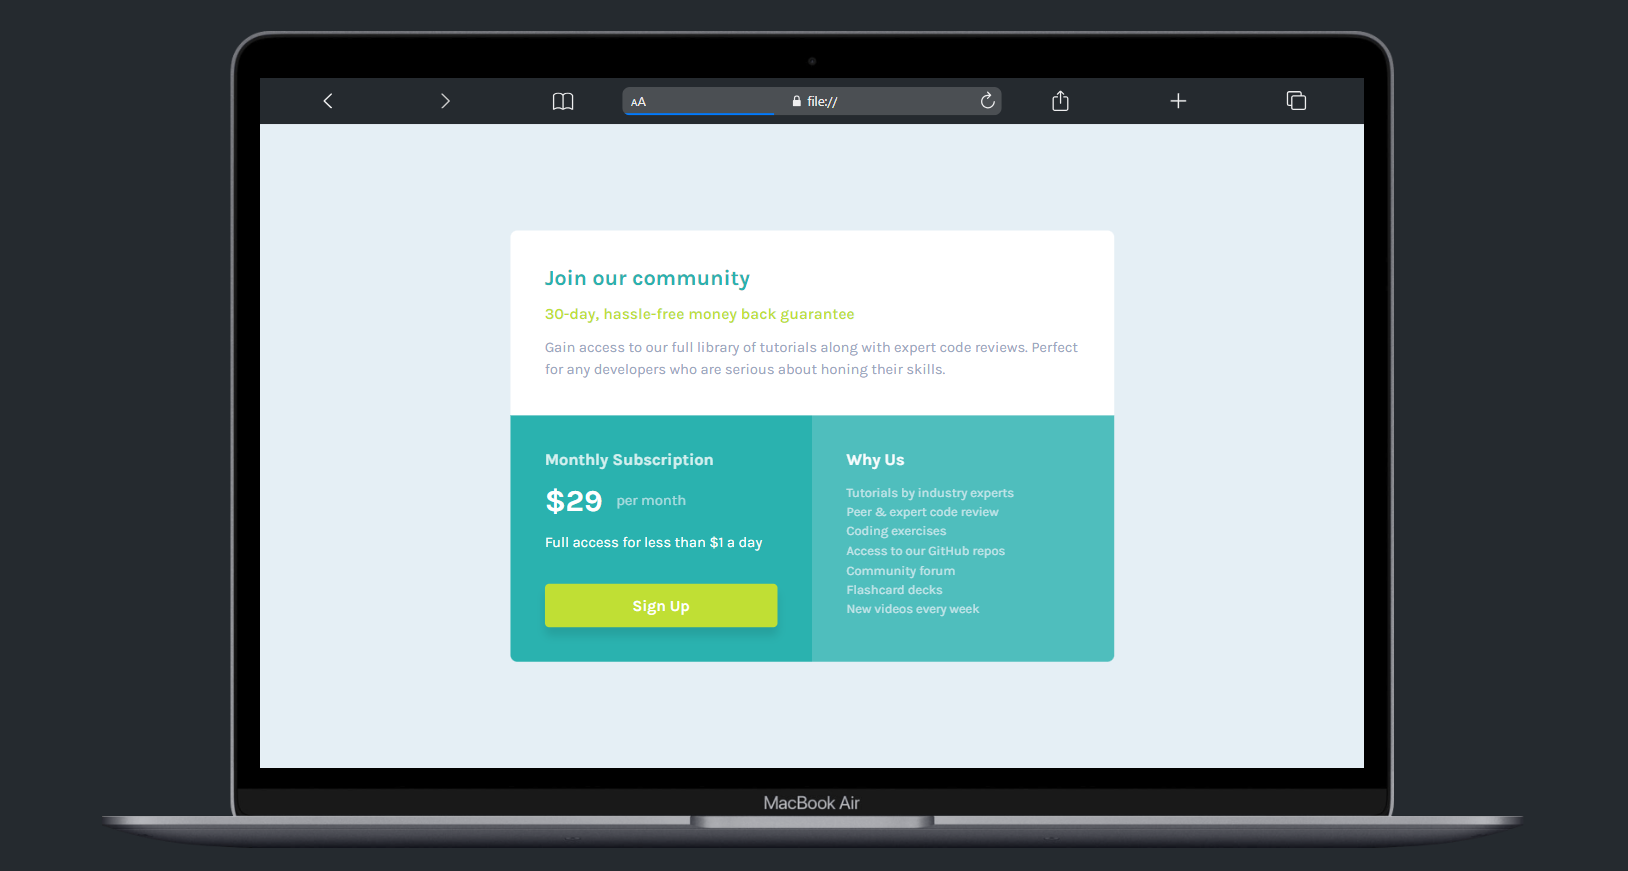 AA file://
Join our community
30-day, hassle-free money back guarantee
Gain access to our full library of tutorials along with expert code reviews. Perfect
for any developers who are serious about honing their skills.
Monthly Subscription
$29 per month
Full access for less than $1 a day
Sign Up
Why Us
Tutorials by industry experts
Peer & expert code review
Coding exercises
Access to our GitHub repos
Community forum
Flashcard decks
New videos every week
MacBook Air